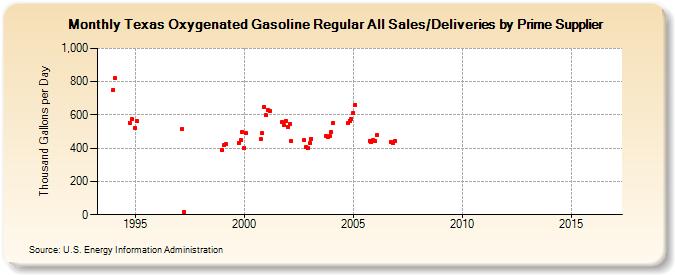 Monthly Texas Oxygenated Gasoline Regular All Sales/Deliveries by Prime Supplier
Thousand Gallons per Day
1,000
800
600
400
200
0
1995 2000 2005 2010 2015
Source: U.S. Energy Information Administration